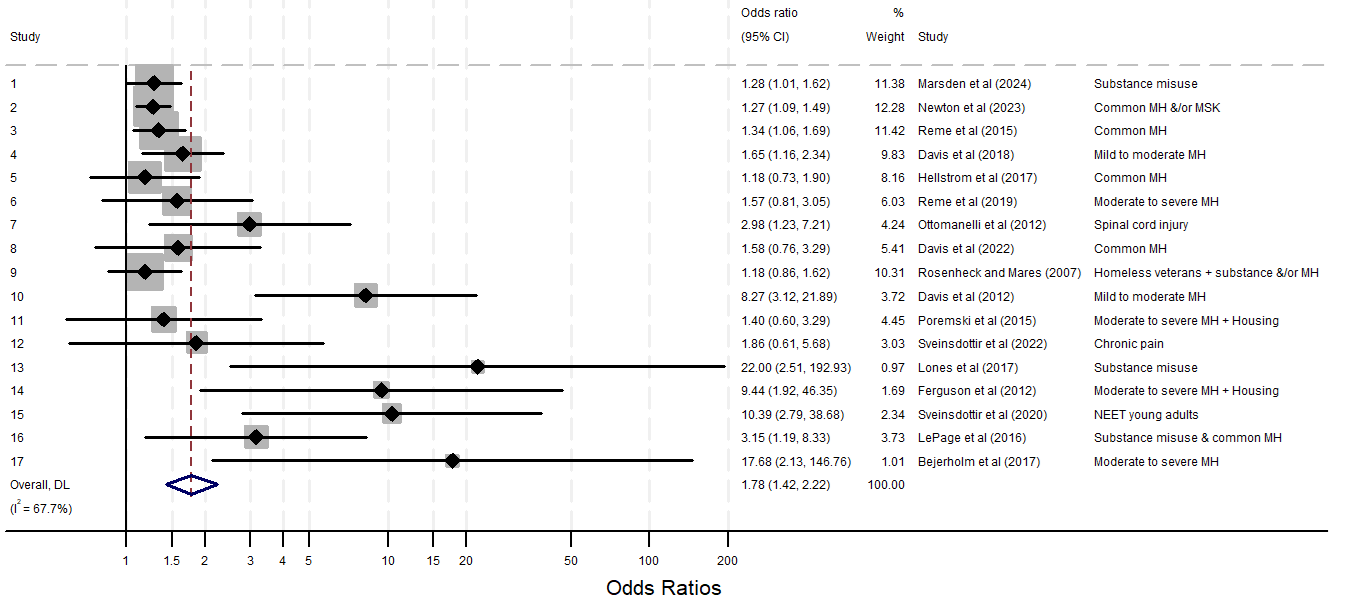 Odds ratio %
Study (95% CI) Weight Study
1 1.28 (1.01, 1.62) 11.38 Marsden et al (2024) Substance misuse
2 1.27 (1.09, 1.49) 12.28 Newton et al (2023) Common MH &/or MSK
3 1.34 (1.06, 1.69) 11.42 Reme et al (2015) Common MH
4 1.65 (1.16, 2.34) 9.83 Davis et al (2018) Mild to moderate MH
5 1.18 (0.73, 1.90) 8.16 Hellstrom et al (2017) Common MH
6 1.57 (0.81, 3.05) 6.03 Reme et al (2019) Moderate to severe MH
7 2.98 (1.23, 7.21) 4.24 Ottomanelli et al (2012) Spinal cord injury
8 1.58 (0.76, 3.29) 5.41 Davis et al (2022) Common MH
9 1.18 (0.86, 1.62) 10.31 Rosenheck and Mares (2007) Homeless veterans + substance &/or MH
10 8.27 (3.12, 21.89) 3.72 Davis et al (2012) Mild to moderate MH
11 1.40 (0.60, 3.29) 4.45 Poremski et al (2015) Moderate to severe MH + Housing
12 1.86 (0.61, 5.68) 3.03 Sveinsdottir et al (2022) Chronic pain
13 22.00 (2.51, 192.93) 0.97 Lones et al (2017) Substance misuse
14 9.44 (1.92, 46.35) 1.69 Ferguson et al (2012) Moderate to severe MH + Housing
15 10.39 (2.79, 38.68) 2.34 Sveinsdottir et al (2020) NEET young adults
16 3.15 (1.19, 8.33) 3.73 LePage et al (2016) Substance misuse & common MH
17 17.68 (2.13, 146.76) 1.01 Bejerholm et al (2017) Moderate to severe MH
Overall, DL 1.78 (1.42, 2.22) 100.00
(I² = 67.7%)
1 1.5 2 3 4 5 10 15 20 50 100 200
Odds Ratios